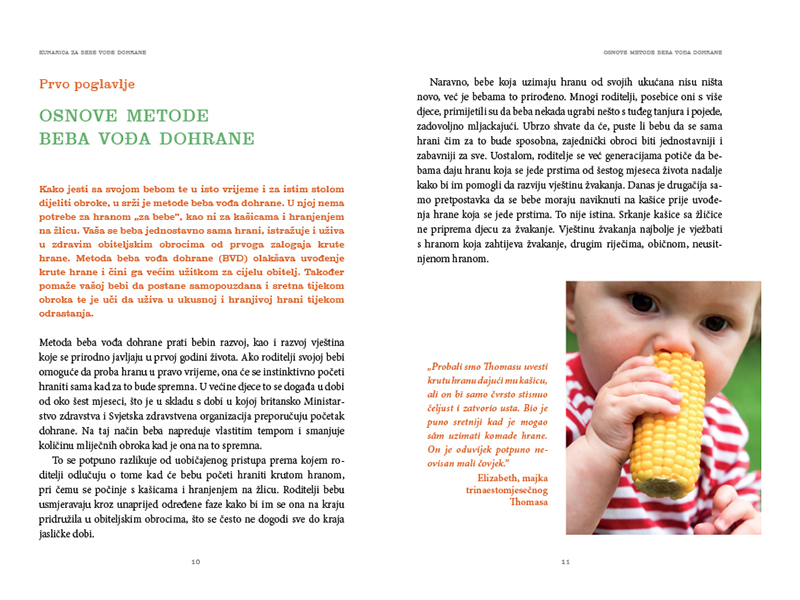 KUHARICA ZA BEBE VOĐE DOHRANE
Prvo poglavlje
OSNOVE METODE
BEBA VOĐA DOHRANE
Kako jesti sa svojom bebom te u isto vrijeme i za istim stolom
dijeliti obroke, u srži je metode beba vođa dohrane. U njoj nema
potrebe za hranom „za bebe”, kao ni za kašicama i hranjenjem
na žlicu. Vaša se beba jednostavno sama hrani, istražuje i uživa
u zdravim obiteljskim obrocima od prvoga zalogaja krute
hrane. Metoda beba vođa dohrane (BVD) olakšava uvođenje
krute hrane i čini ga većim užitkom za cijelu obitelj. Također
pomaže vašoj bebi da postane samopouzdana i sretna tijekom
obroka te je uči da uživa u ukusnoj i hranjivoj hrani tijekom
odrastanja.
Metoda beba vođa dohrane prati bebin razvoj, kao i razvoj vještina
koje se prirodno javljaju u prvoj godini života. Ako roditelji svojoj bebi
omoguće da proba hranu u pravo vrijeme, ona će se instinktivno početi
hraniti sama kad za to bude spremna. U većine djece to se događa u dobi
od oko šest mjeseci, što je u skladu s dobi u kojoj britansko Ministar-
stvo zdravstva i Svjetska zdravstvena organizacija preporučuju početak
dohrane. Na taj način beba napreduje vlastitim tempom i smanjuje
količinu mliječnih obroka kad je ona na to spremna.
To se potpuno razlikuje od uobičajenog pristupa prema kojem ro-
ditelji odlučuju o tome kad će bebu početi hraniti krutom hranom,
pri čemu se počinje s kašicama i hranjenjem na žlicu. Roditelji bebu
usmjeravaju kroz unaprijed određene faze kako bi im se ona na kraju
pridružila u obiteljskim obrocima, što se često ne dogodi sve do kraja
jasličke dobi.
10
OSNOVE METODE BEBA VOĐA DOHRANE
Naravno, bebe koja uzimaju hranu od svojih ukućana nisu ništa
novo, već je bebama to prirođeno. Mnogi roditelji, posebice oni s više
djece, primijetili su da beba nekada ugrabi nešto s tuđeg tanjura i pojede,
zadovoljno mljackajući. Ubrzo shvate da će, puste li bebu da se sama
hrani čim za to bude sposobna, zajednički obroci biti jednostavniji i
zabavniji za sve. Uostalom, roditelje se već generacijama potiče da be-
bama daju hranu koja se jede prstima od šestog mjeseca života nadalje
kako bi im pomogli da razviju vještinu žvakanja. Danas je drugačija sa-
mo pretpostavka da se bebe moraju naviknuti na kašice prije uvođe-
nja hrane koja se jede prstima. To nije istina. Srkanje kašice sa žličice
ne priprema djecu za žvakanje. Vještinu žvakanja najbolje je vježbati
s hranom koja zahtijeva žvakanje, drugim riječima, običnom, neusit-
njenom hranom.
„Probali smo Thomasu uvesti
krutu hranu dajući mu kašicu,
ali on bi samo čvrsto stisnuo
čeljust i zatvorio usta. Bio je
puno sretniji kad je mogao
sâm uzimati komade hrane.
On je oduvijek potpuno ne-
ovisan mali čovjek.”
Elizabeth, majka
trinaestomjesečnog
Thomasa
11